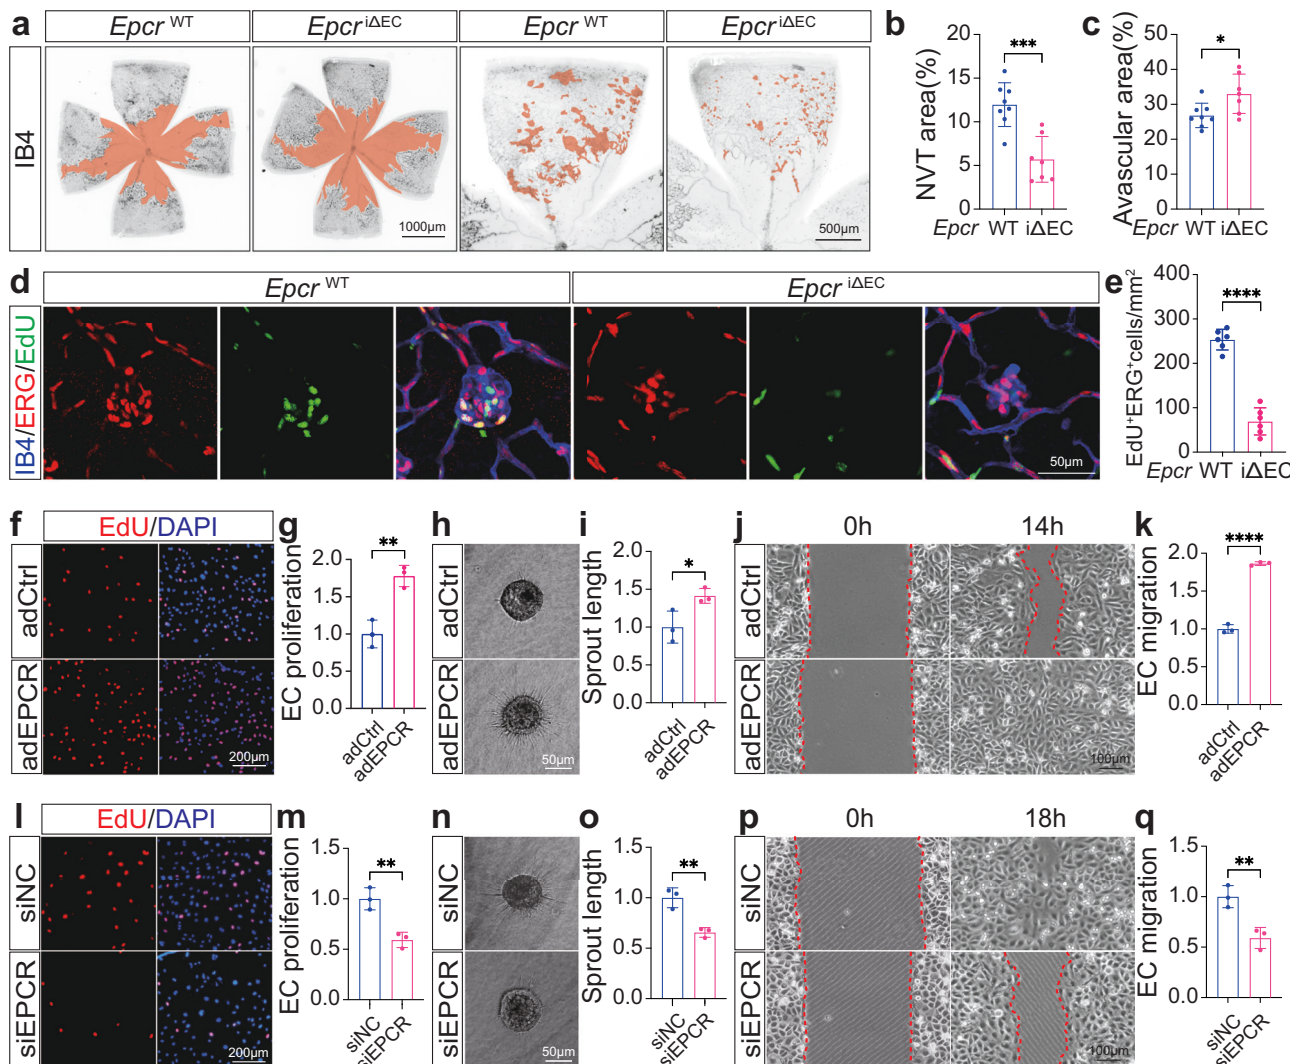 a
Epcr WT
Epcr iΔEC
Epcr WT
Epcr iΔEC
IB4
1000μm
500μm
b
NVT area(%)
20
15
10
5
0
***
Epcr WT iΔEC
c
Avascular area(%)
50
40
30
20
10
0
*
Epcr WT iΔEC
d
Epcr WT
Epcr iΔEC
IB4/ERG/EdU
50μm
e
EdU⁺ERG⁺cells/mm²
400
300
200
100
0
****
Epcr WT iΔEC
f
EdU/DAPI
adCtrl
adEPCR
200μm
g
EC proliferation
2.0
1.5
1.0
0.5
0.0
**
adCtrl
adEPCR
h
adCtrl
adEPCR
50μm
i
Sprout length
2.0
1.5
1.0
0.5
0.0
*
adCtrl
adEPCR
j
0h
14h
adCtrl
adEPCR
100μm
k
EC migration
2.0
1.5
1.0
0.5
0.0
****
adCtrl
adEPCR
l
EdU/DAPI
siNC
siEPCR
200μm
m
EC proliferation
1.5
1.0
0.5
0.0
**
siNC
siEPCR
n
siNC
siEPCR
50μm
o
Sprout length
1.5
1.0
0.5
0.0
**
siNC
siEPCR
p
0h
18h
siNC
siEPCR
100μm
q
EC migration
1.5
1.0
0.5
0.0
**
siNC
siEPCR